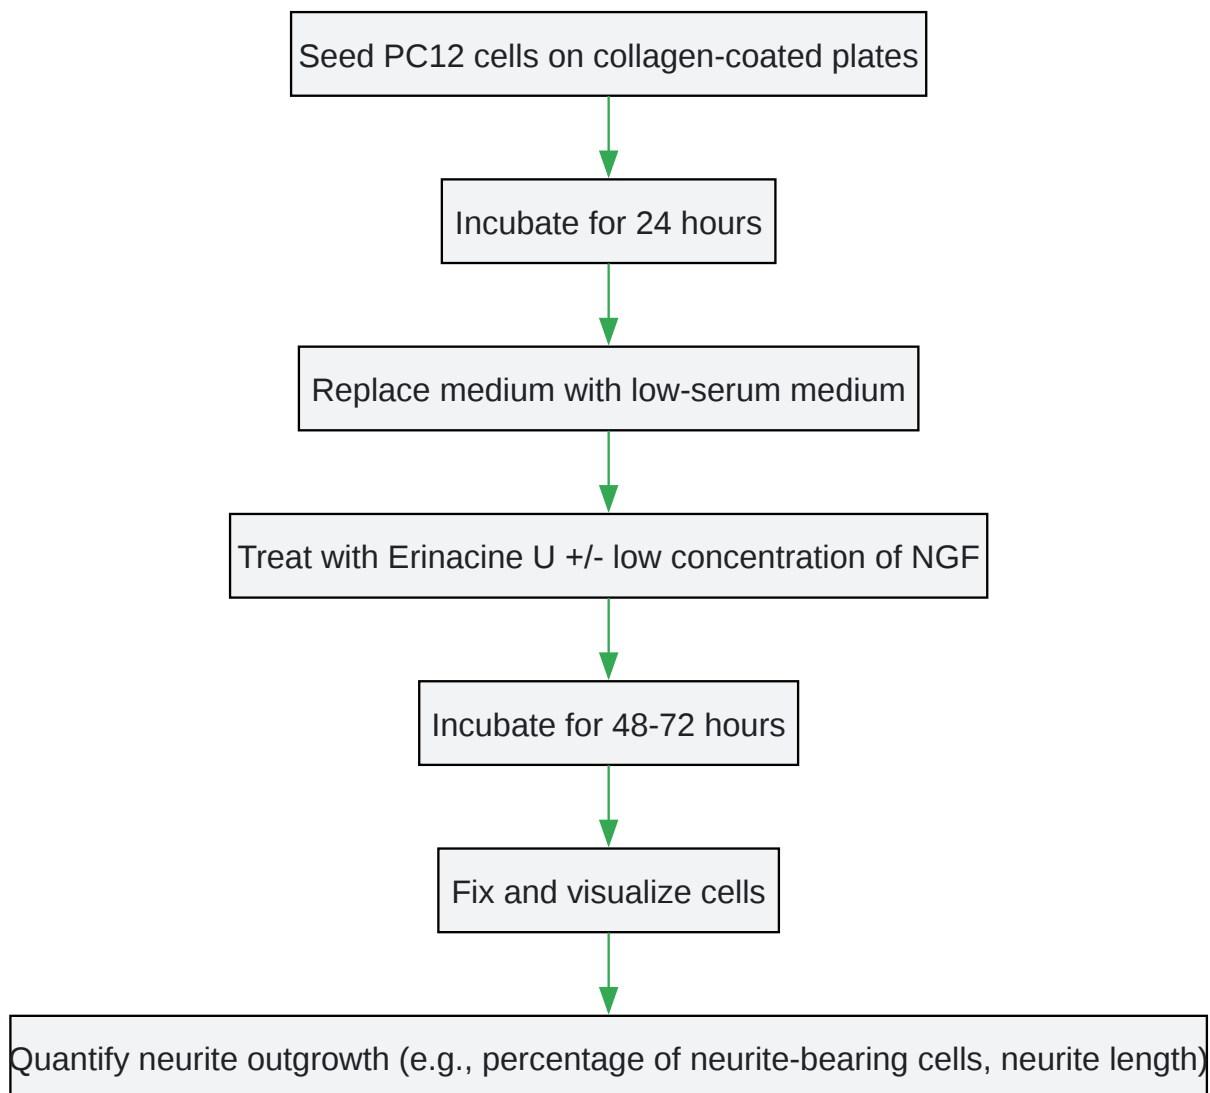 Seed PC12 cells on collagen-coated plates
Incubate for 24 hours
Replace medium with low-serum medium
Treat with Erinacine U +/- low concentration of NGF
Incubate for 48-72 hours
Fix and visualize cells
Quantify neurite outgrowth (e.g., percentage of neurite-bearing cells, neurite length)